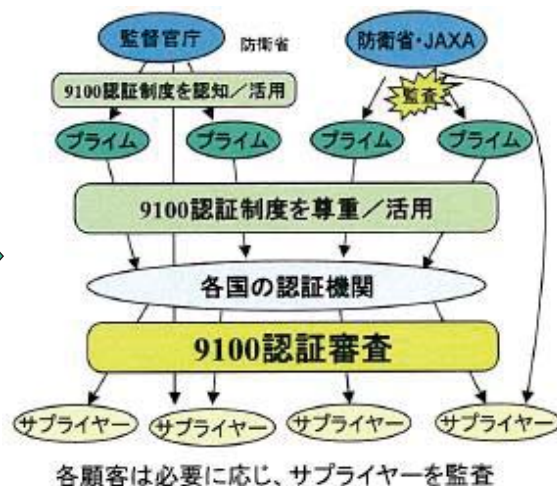 監督官庁
防衛省
防衛省・JAXA
監査
9100認証制度を認知／活用
プライム
プライム
プライム
プライム
9100認証制度を尊重／活用
各国の認証機関
9100認証審査
サプライヤー
サプライヤー
サプライヤー
サプライヤー
各顧客は必要に応じ、サプライヤーを監査